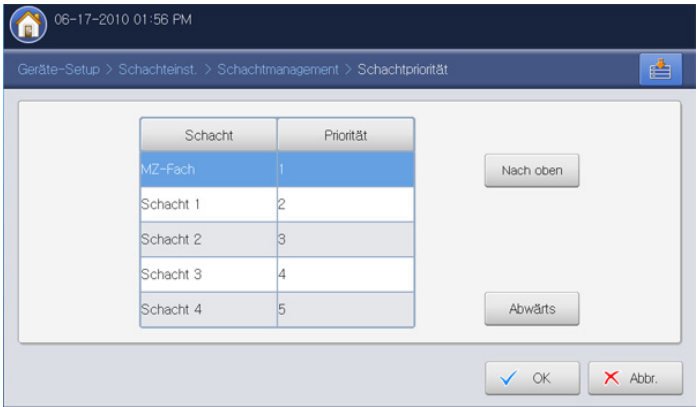 06-17-2010 01:56 PM
Geräte-Setup > Schachteinst. > Schachtmanagement > Schachtpriorität
Schacht Priorität
MZ-Fach 1
Nach oben
Schacht 1 2
Schacht 2 3
Schacht 3 4
Schacht 4 5
Abwärts
OK Abbr.